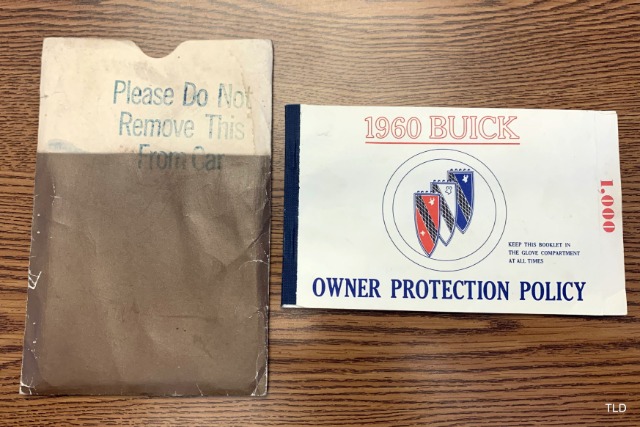 Please Do Not
Remove This
From Car
1960 BUICK
1,000
KEEP THIS BOOKLET IN
THE GLOVE COMPARTMENT
AT ALL TIMES
OWNER PROTECTION POLICY
TLD